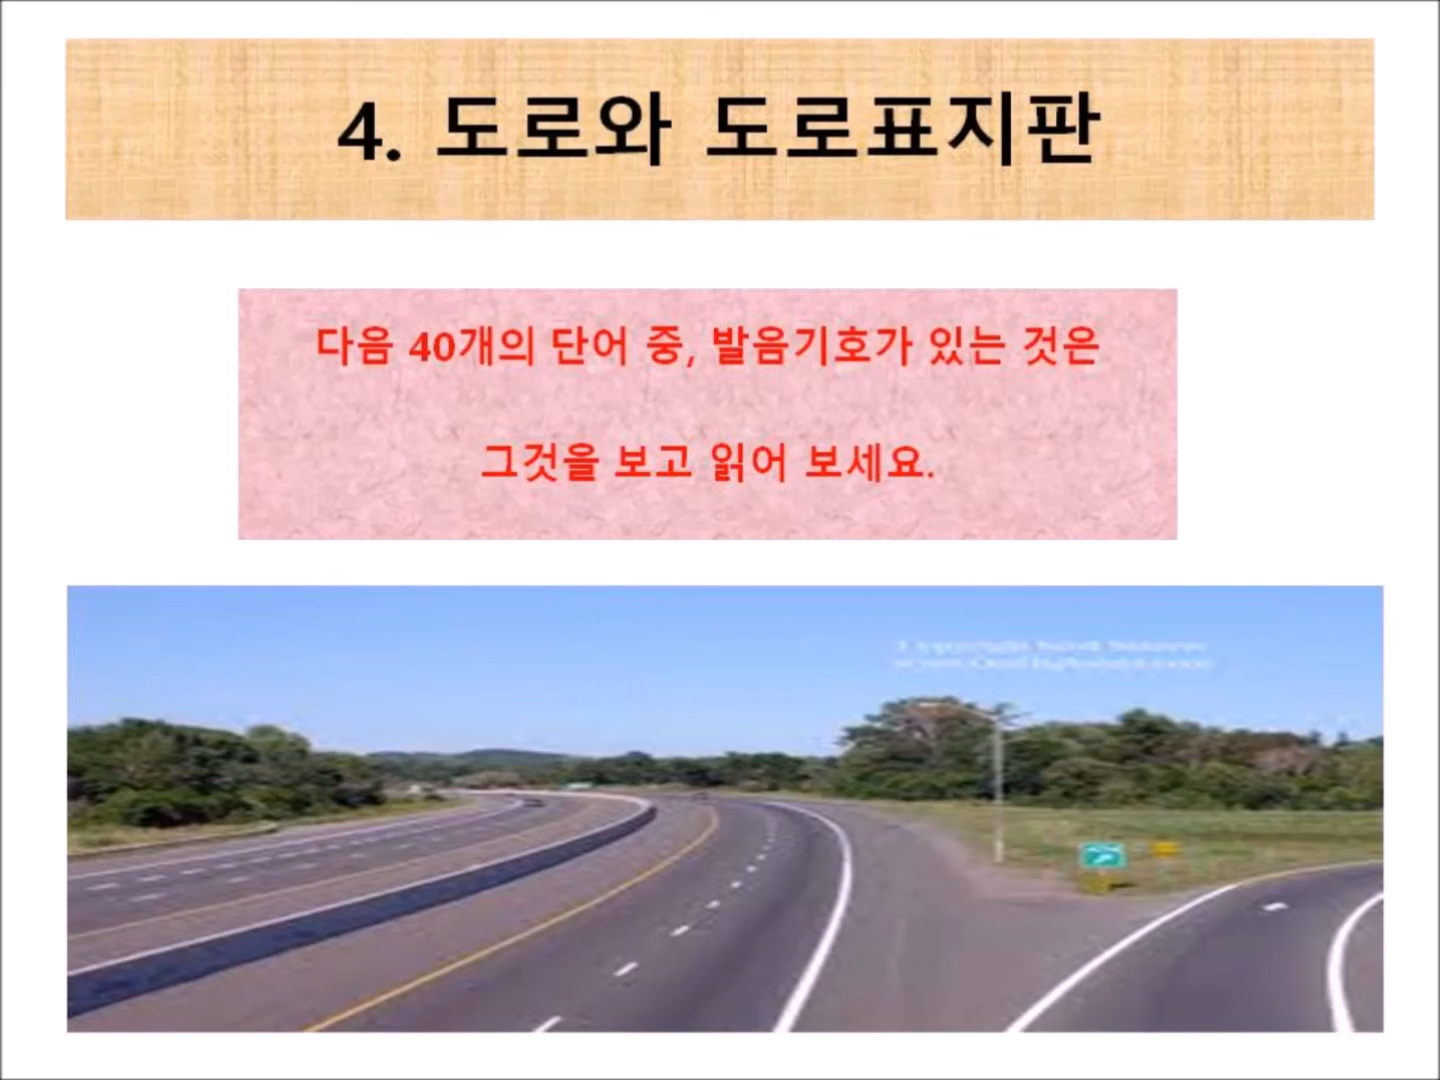 4. 도로와 도로표지판
다음 40개의 단어 중, 발음기호가 있는 것은
그것을 보고 읽어 보세요.